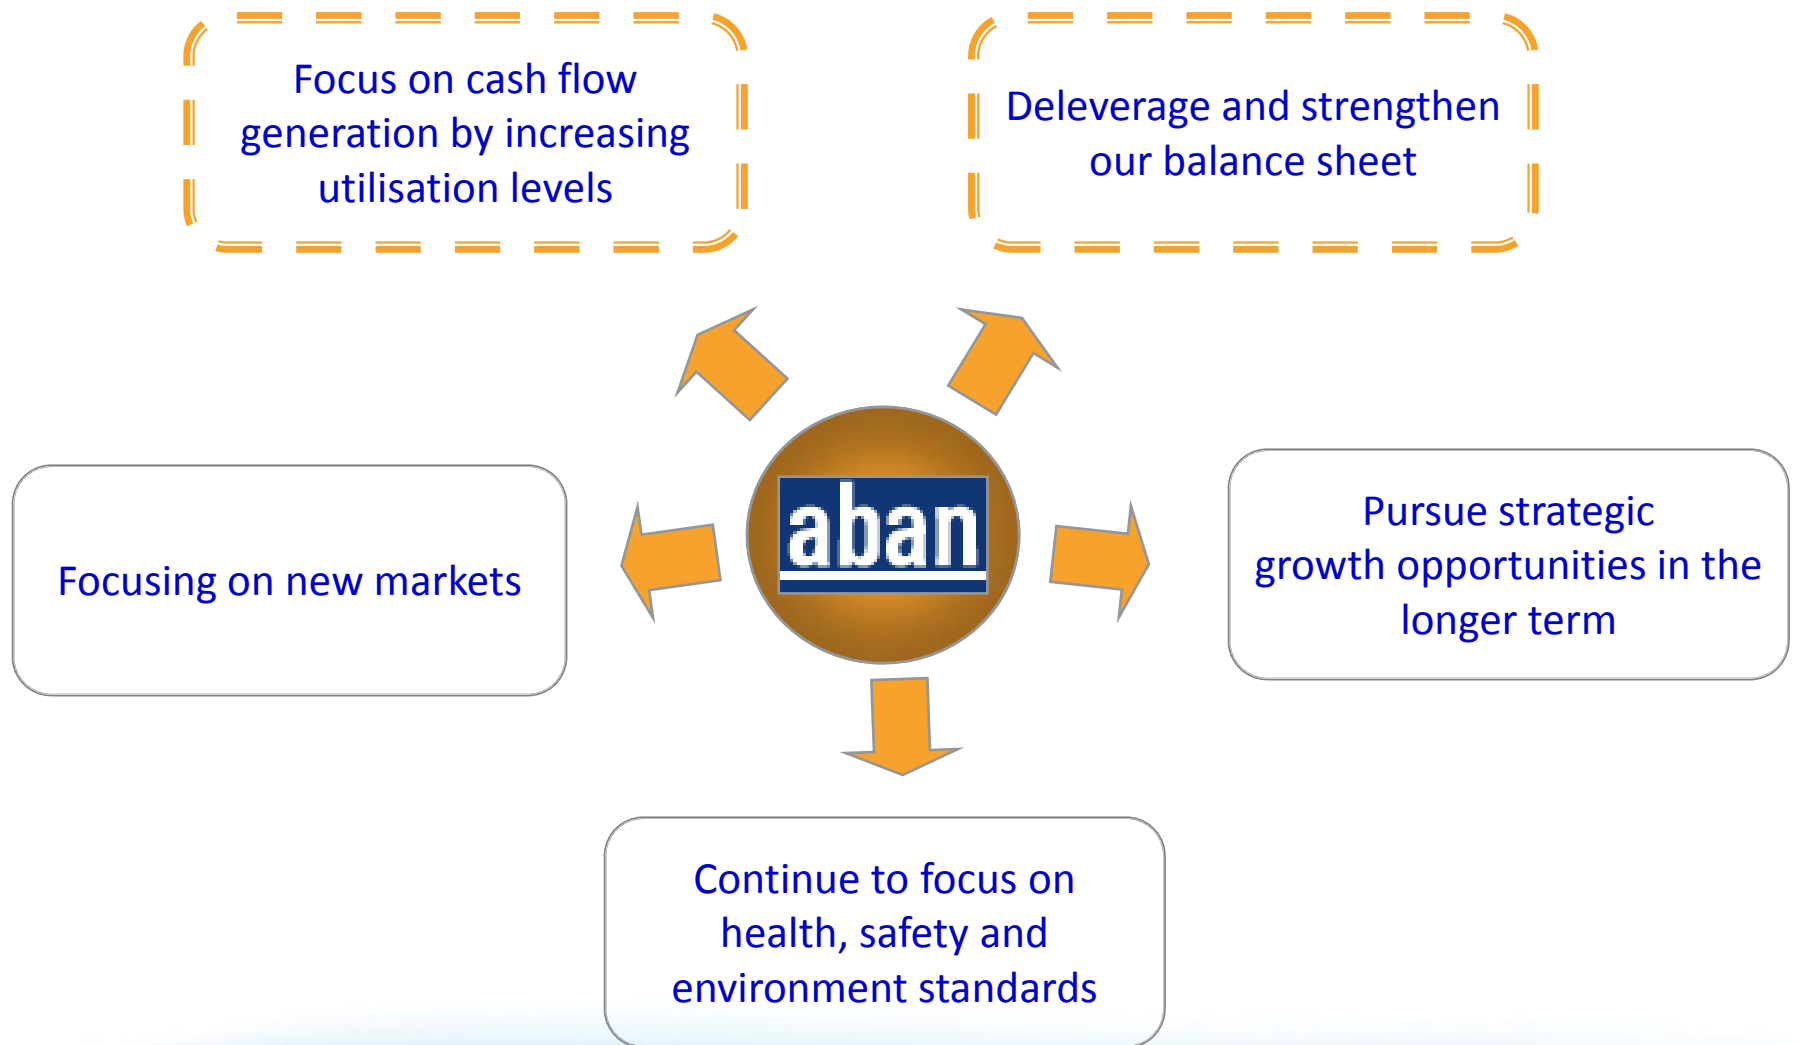 Focus on cash flow
generation by increasing
utilisation levels
Deleverage and strengthen
our balance sheet
Focusing on new markets
aban
Pursue strategic
growth opportunities in the
longer term
Continue to focus on
health, safety and
environment standards